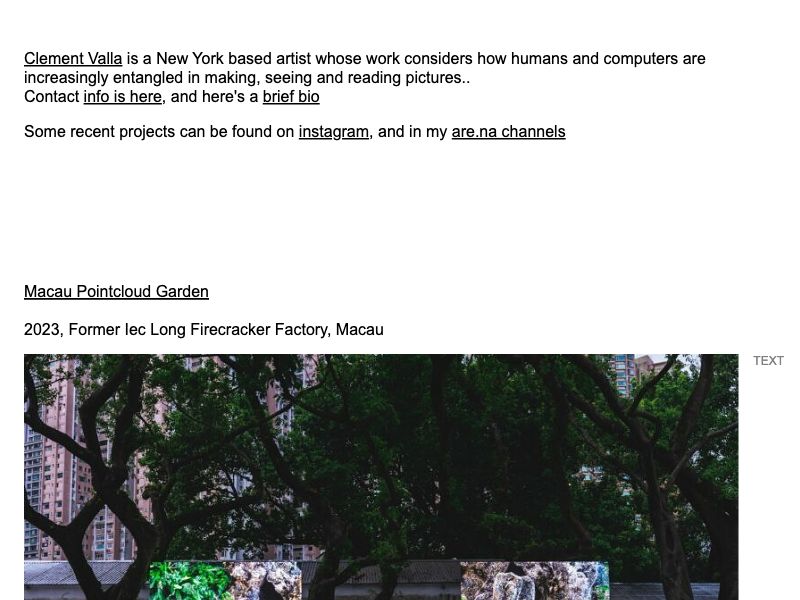 Clement Valla is a New York based artist whose work considers how humans and computers are
increasingly entangled in making, seeing and reading pictures..
Contact info is here, and here's a brief bio
Some recent projects can be found on instagram, and in my are.na channels
Macau Pointcloud Garden
2023, Former Iec Long Firecracker Factory, Macau
TEXT